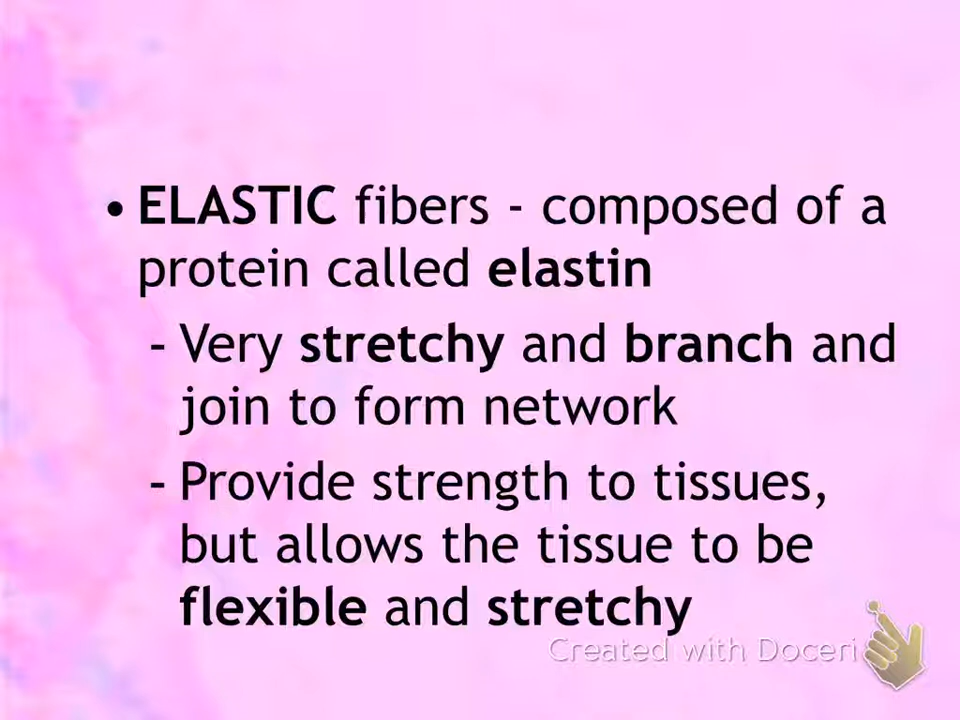 • ELASTIC fibers - composed of a
protein called elastin
- Very stretchy and branch and
join to form network
- Provide strength to tissues,
but allows the tissue to be
flexible and stretchy
Created with Doceri